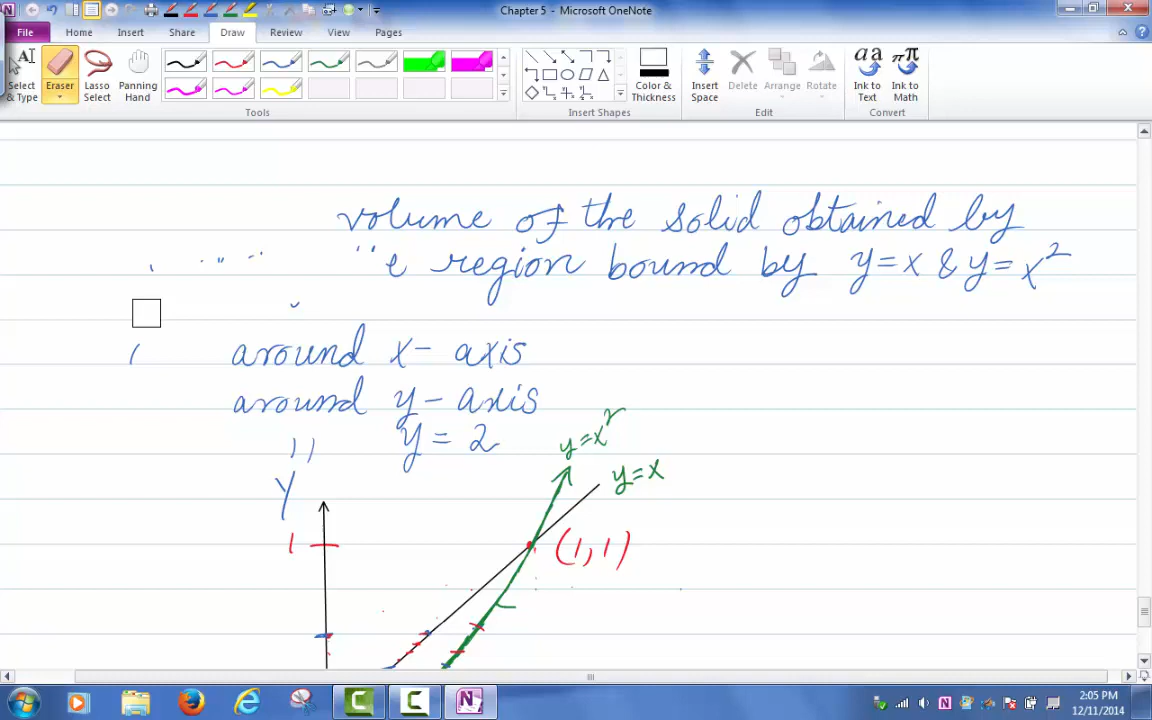 Chapter 5 - Microsoft OneNote
File Home Insert Share Draw Review View Pages
Select & Type Eraser Lasso Select Panning Hand Color & Thickness Insert Space Delete Arrange Rotate Ink to Text Ink to Math
Tools Insert Shapes Edit Convert
volume of the solid obtained by
region bound by y=x & y=x²
around x-axis
around y-axis
" y=2
y=x²
y=x
Y
1
(1,1)
2:05 PM
12/11/2014